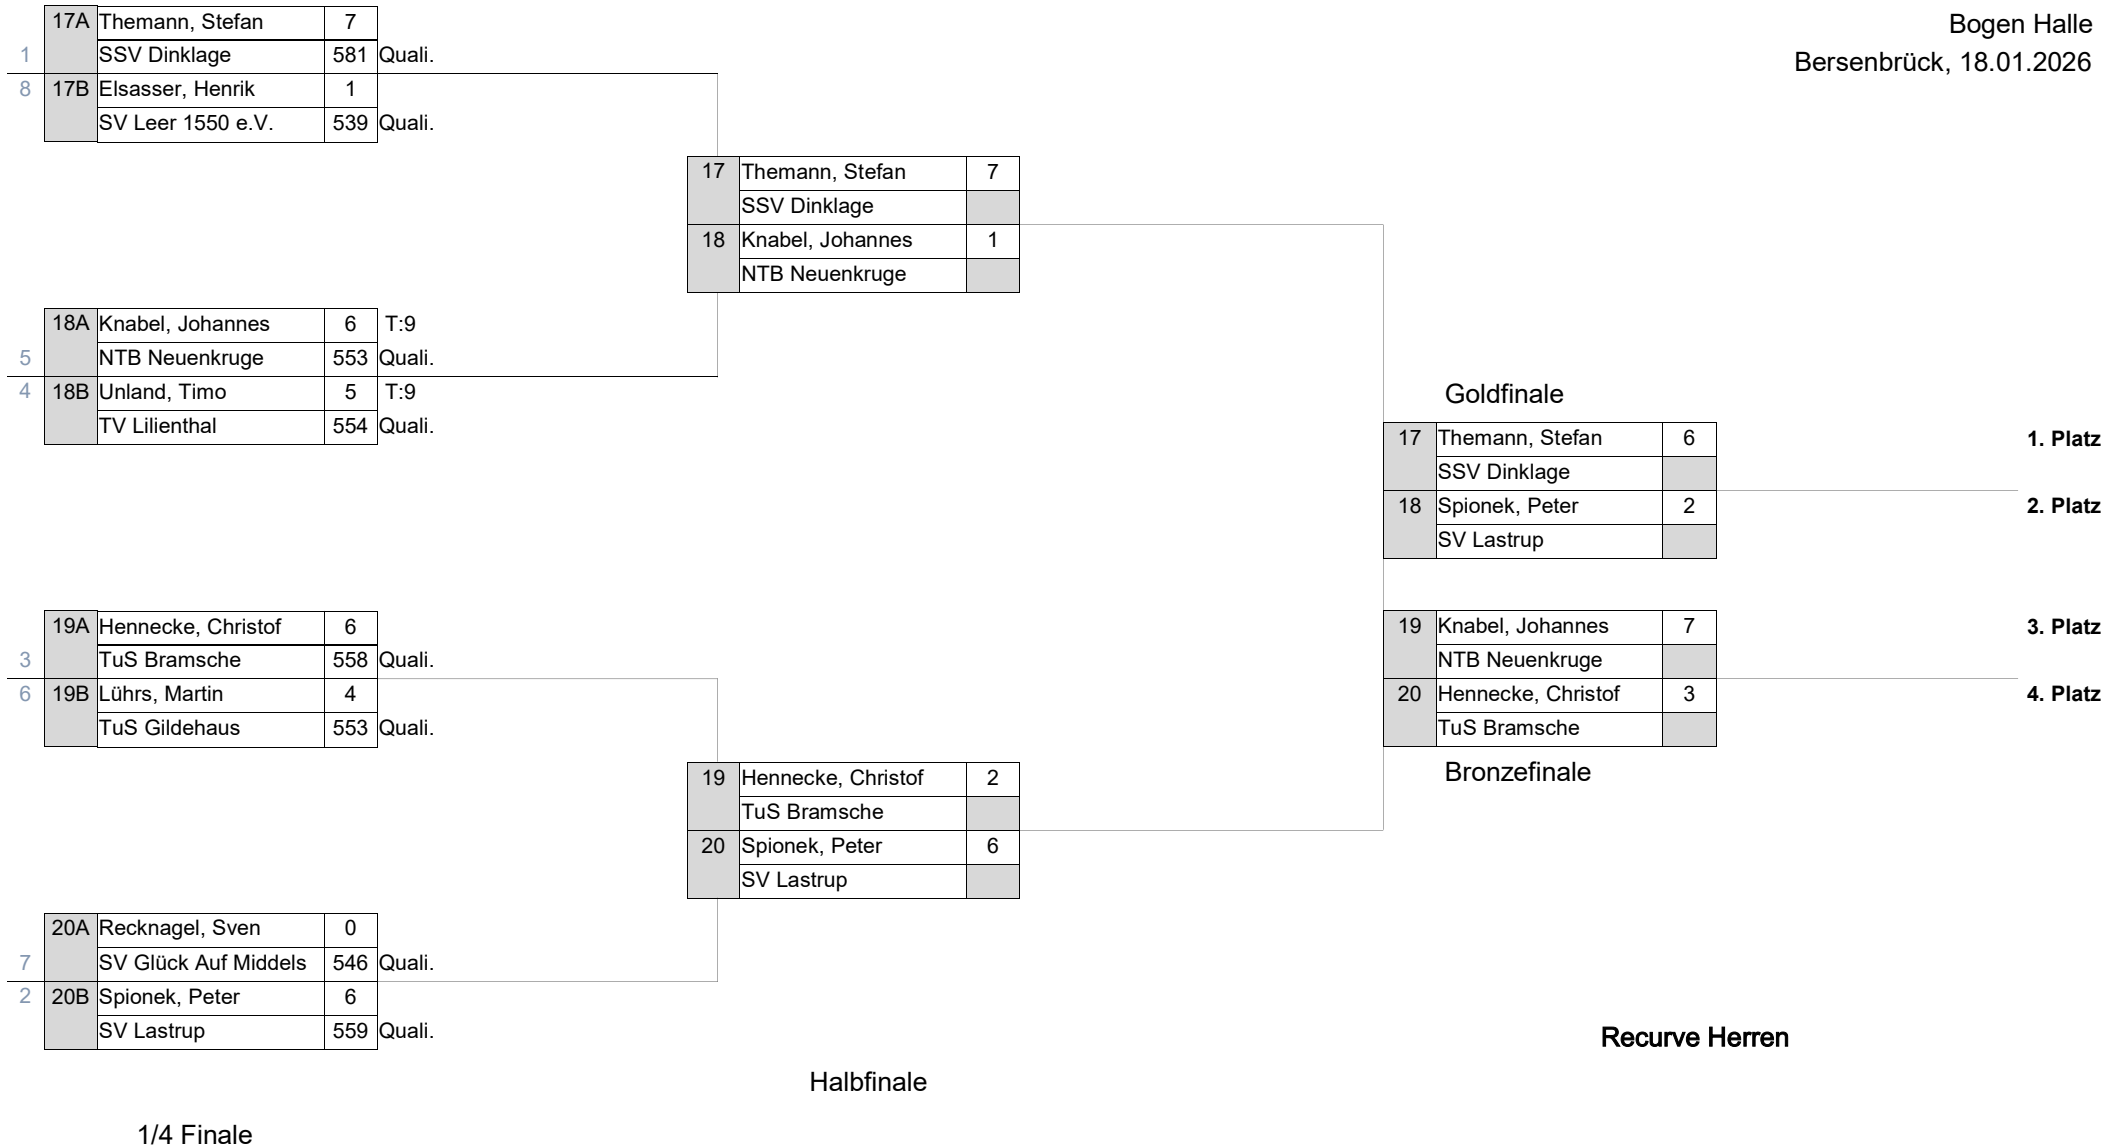 Bogen Halle
Bersenbrück, 18.01.2026
17A Themann, Stefan 7
1 SSV Dinklage 581 Quali.
8 17B Elsasser, Henrik 1
SV Leer 1550 e.V. 539 Quali.
18A Knabel, Johannes 6 T:9
5 NTB Neuenkruge 553 Quali.
4 18B Unland, Timo 5 T:9
TV Lilienthal 554 Quali.
19A Hennecke, Christof 6
3 TuS Bramsche 558 Quali.
6 19B Lührs, Martin 4
TuS Gildehaus 553 Quali.
20A Recknagel, Sven 0
7 SV Glück Auf Middels 546 Quali.
2 20B Spionek, Peter 6
SV Lastrup 559 Quali.
1/4 Finale
17 Themann, Stefan 7
SSV Dinklage
18 Knabel, Johannes 1
NTB Neuenkruge
19 Hennecke, Christof 2
TuS Bramsche
20 Spionek, Peter 6
SV Lastrup
Halbfinale
Goldfinale
17 Themann, Stefan 6 1. Platz
SSV Dinklage
18 Spionek, Peter 2 2. Platz
SV Lastrup
19 Knabel, Johannes 7 3. Platz
NTB Neuenkruge
20 Hennecke, Christof 3 4. Platz
TuS Bramsche
Bronzefinale
Recurve Herren